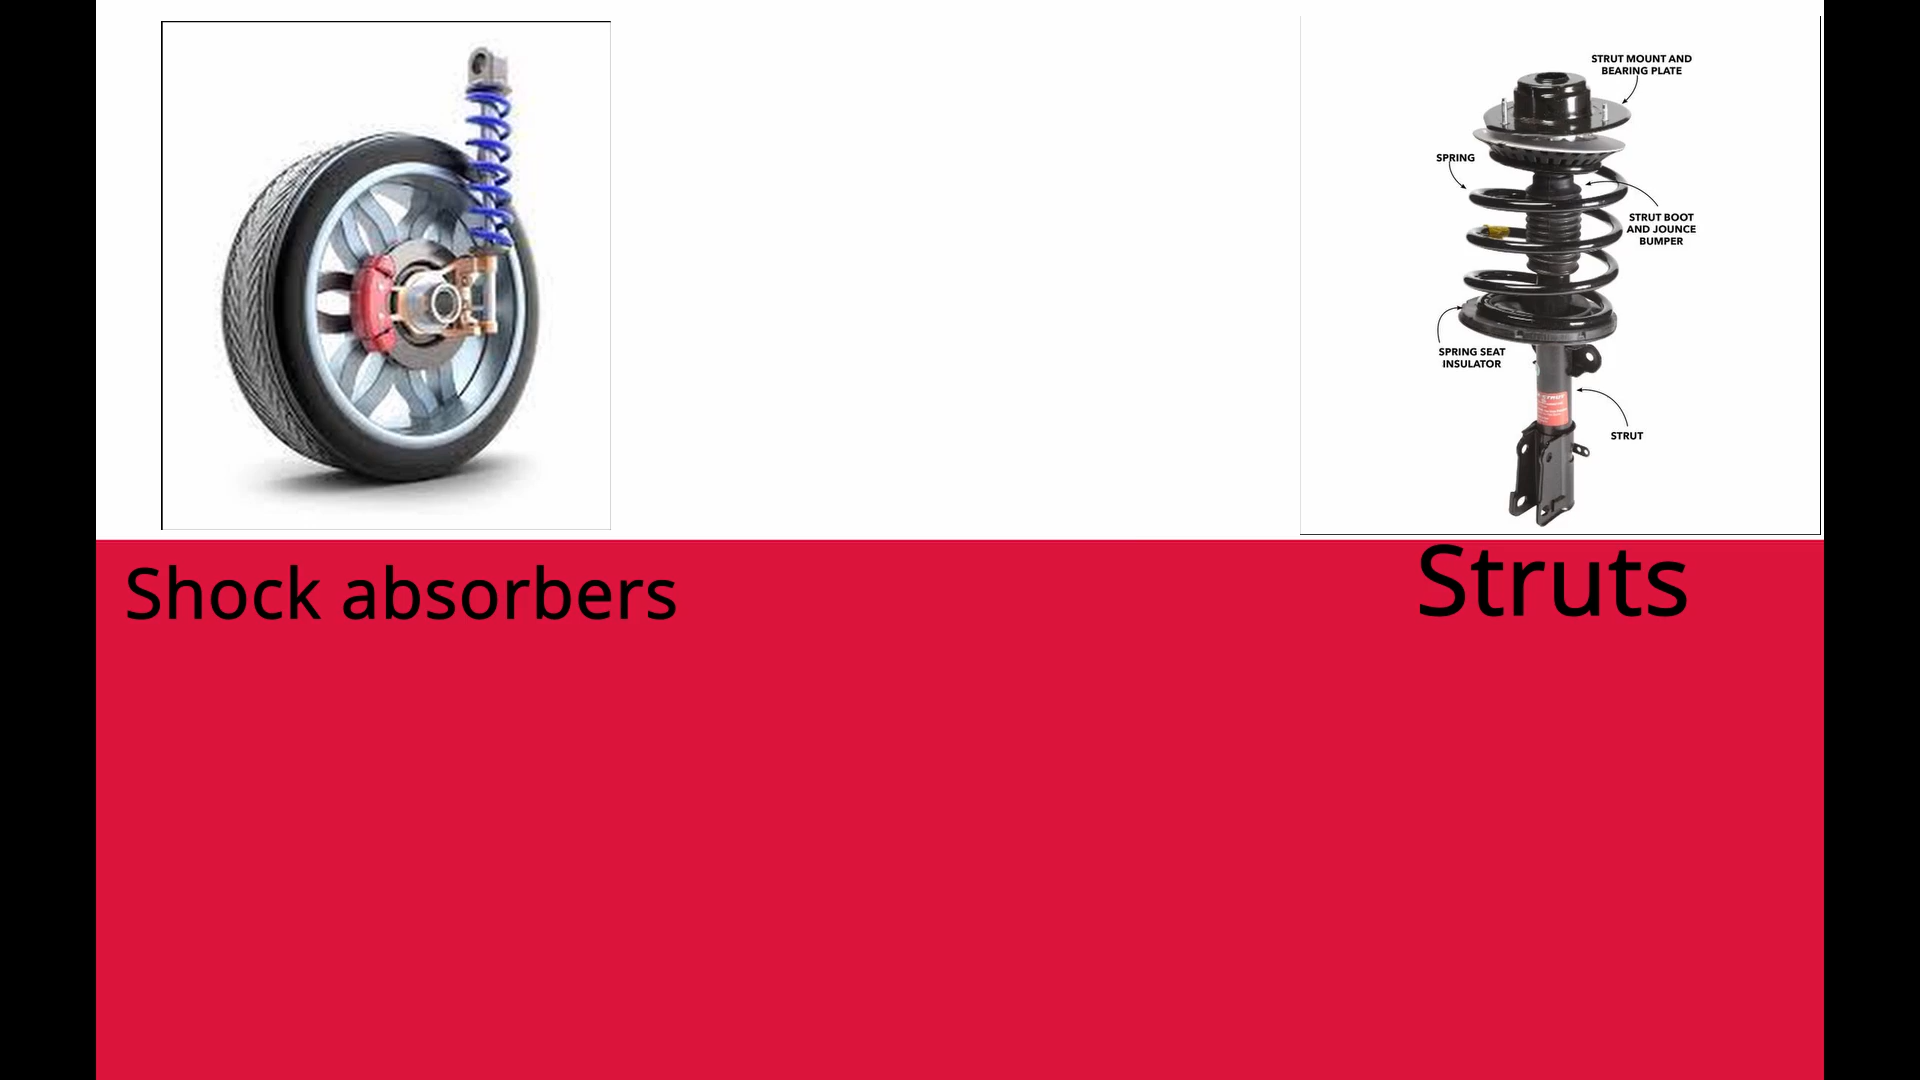 STRUT MOUNT AND
BEARING PLATE
SPRING
STRUT BOOT
AND JOUNCE
BUMPER
SPRING SEAT
INSULATOR
STRUT
Shock absorbers
Struts